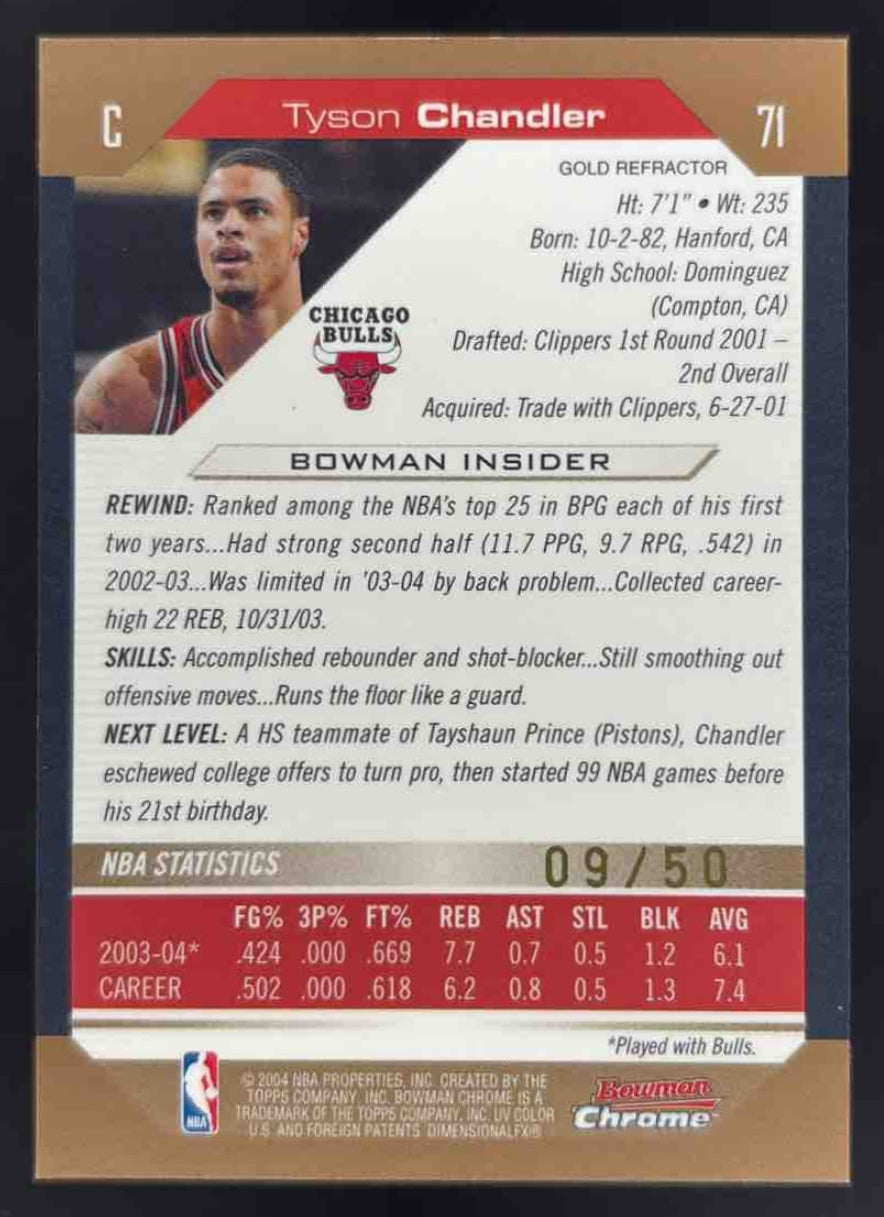 C
Tyson Chandler
71
GOLD REFRACTOR
Ht: 7'1" • Wt: 235
Born: 10-2-82, Hanford, CA
High School: Dominguez
(Compton, CA)
CHICAGO
BULLS
Drafted: Clippers 1st Round 2001 –
2nd Overall
Acquired: Trade with Clippers, 6-27-01
BOWMAN INSIDER
REWIND: Ranked among the NBA's top 25 in BPG each of his first
two years...Had strong second half (11.7 PPG, 9.7 RPG, .542) in
2002-03...Was limited in '03-04 by back problem...Collected career-
high 22 REB, 10/31/03.
SKILLS: Accomplished rebounder and shot-blocker...Still smoothing out
offensive moves...Runs the floor like a guard.
NEXT LEVEL: A HS teammate of Tayshaun Prince (Pistons), Chandler
eschewed college offers to turn pro, then started 99 NBA games before
his 21st birthday.
NBA STATISTICS
09/50
FG% 3P% FT% REB AST STL BLK AVG
2003-04* .424 .000 .669 7.7 0.7 0.5 1.2 6.1
CAREER .502 .000 .618 6.2 0.8 0.5 1.3 7.4
*Played with Bulls.
NBA
© 2004 NBA PROPERTIES, INC. CREATED BY THE
TOPPS COMPANY, INC. BOWMAN CHROME IS A
TRADEMARK OF THE TOPPS COMPANY, INC. UV COLOR
U.S. AND FOREIGN PATENTS DIMENSIONALFX®
Bowman
Chrome